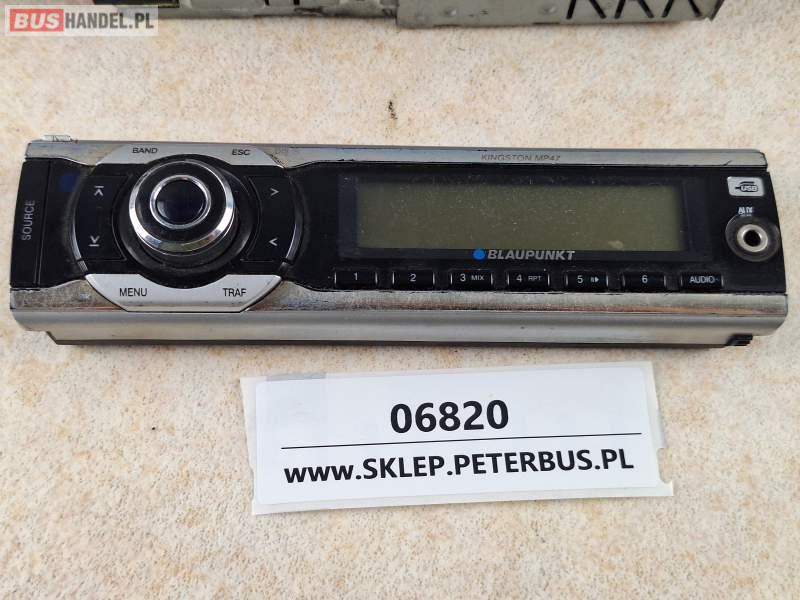 BUSHANDEL.PL
BAND
ESC
KINGSTON MP47
SOURCE
USB
BLAUPUNKT
MENU
TRAF
1
2
3 MIX
4 RPT
5
6
AUDIO
06820
www.SKLEP.PETERBUS.PL